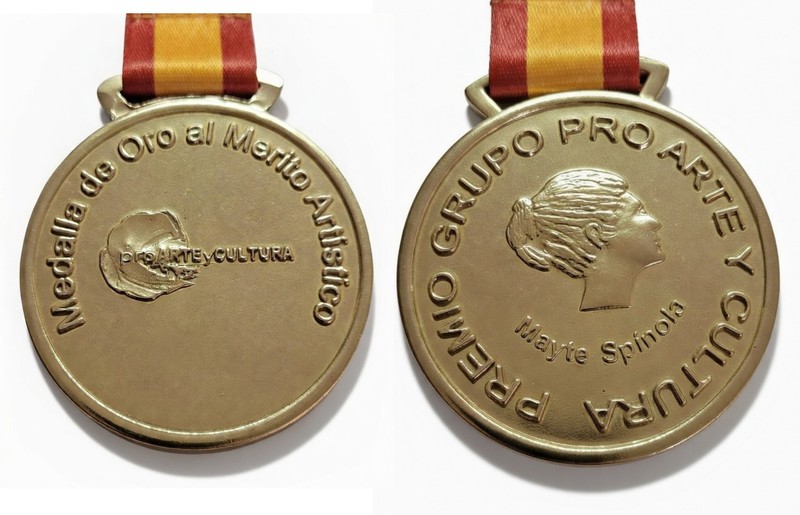 Medalla de Oro al Merito Artistico
proARTEyCULTURA
PREMIO GRUPO PRO ARTE Y CULTURA
Mayte Spínola